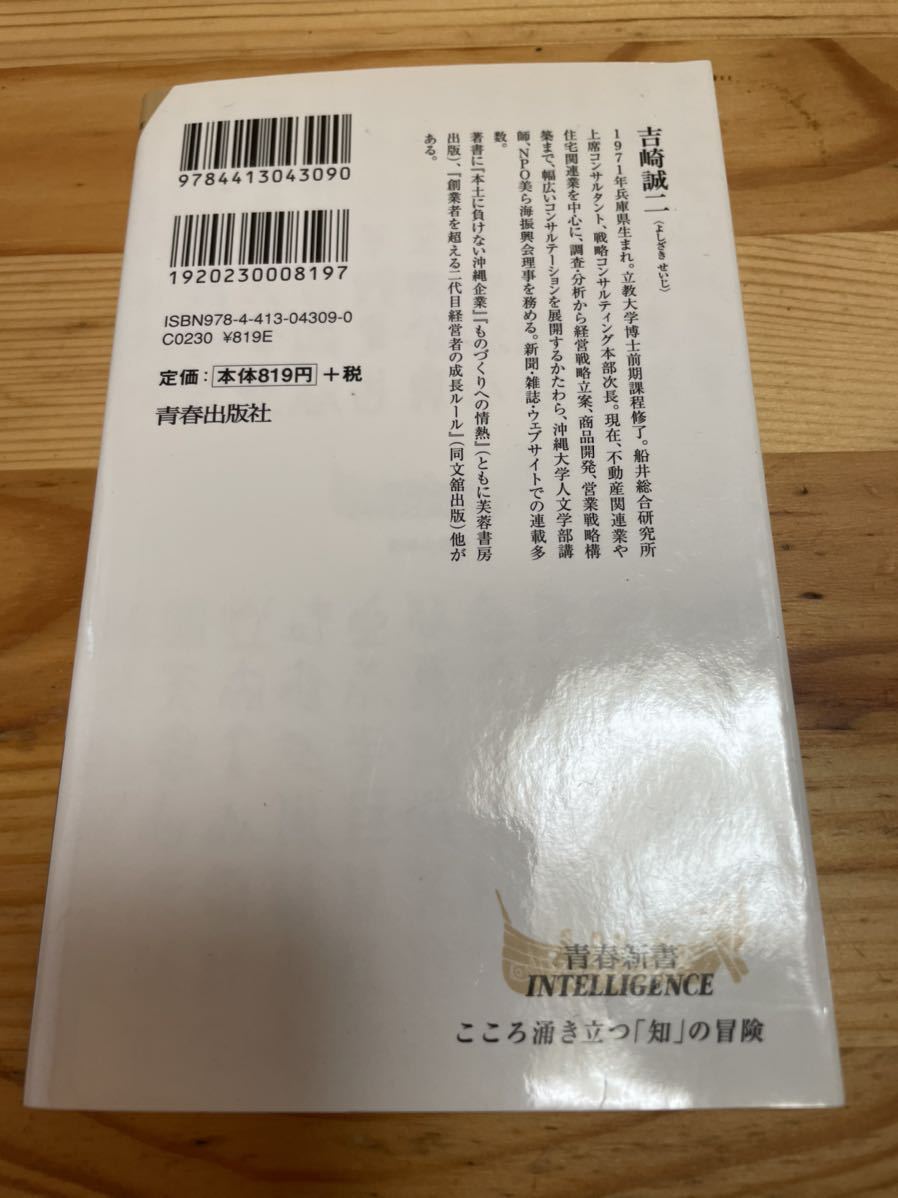 吉崎誠二〈よしざき せいじ〉
1971年兵庫県生まれ。立教大学博士前期課程修了。船井総合研究所
上席コンサルタント、戦略コンサルティング本部次長。現在、不動産関連業や
住宅関連業を中心に、調査・分析から経営戦略立案、商品開発、営業戦略構
築まで、幅広いコンサルテーションを展開するかたわら、沖縄大学人文学部講
師、NPO美ら海振興会理事を務める。新聞・雑誌・ウェブサイトでの連載多
数。
著書に『本土に負けない沖縄企業』『ものづくりへの情熱』（ともに芙蓉書房
出版）、『創業者を超える二代目経営者の成長ルール』（同文舘出版）他が
ある。
9784413043090
1920230008197
ISBN978-4-413-04309-0
C0230 ¥819E
定価：本体819円＋税
青春出版社
青春新書
INTELLIGENCE
こころ涌き立つ「知」の冒険